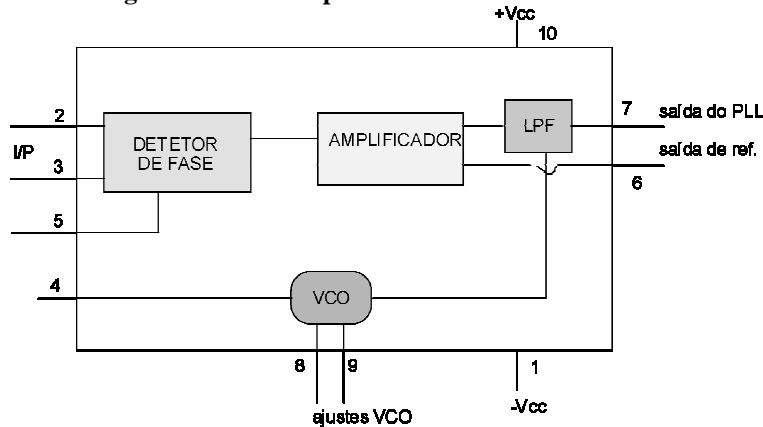 +Vcc
10
2
7
saída do PLL
DETETOR
DE FASE
AMPLIFICADOR
LPF
I/P
3
saída de ref.
6
5
4
VCO
8
9
1
ajustes VCO
-Vcc